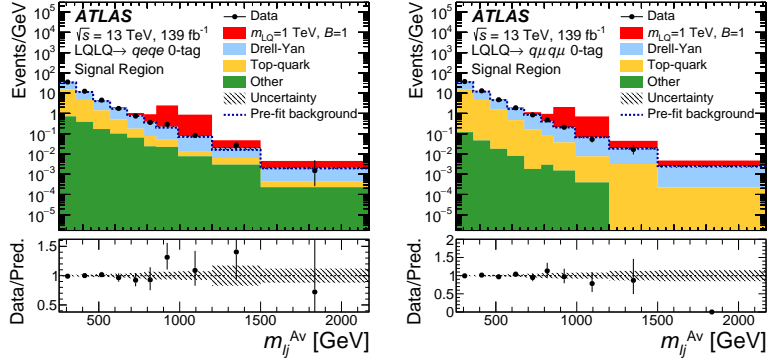 ATLAS
√s = 13 TeV, 139 fb⁻¹
LQLQ→ qeqe 0-tag
Signal Region
Data
m_LQ=1 TeV, B=1
Drell-Yan
Top-quark
Other
Uncertainty
Pre-fit background
Events/GeV
10⁵
10⁴
10³
10²
10
1
10⁻¹
10⁻²
10⁻³
10⁻⁴
10⁻⁵
Data/Pred.
1.5
1
0.5
500 1000 1500 2000
m_lj^Av [GeV]
ATLAS
√s = 13 TeV, 139 fb⁻¹
LQLQ→ qμqμ 0-tag
Signal Region
Data
m_LQ=1 TeV, B=1
Drell-Yan
Top-quark
Other
Uncertainty
Pre-fit background
Events/GeV
10⁵
10⁴
10³
10²
10
1
10⁻¹
10⁻²
10⁻³
10⁻⁴
10⁻⁵
Data/Pred.
2
1.5
1
0.5
0
500 1000 1500 2000
m_lj^Av [GeV]